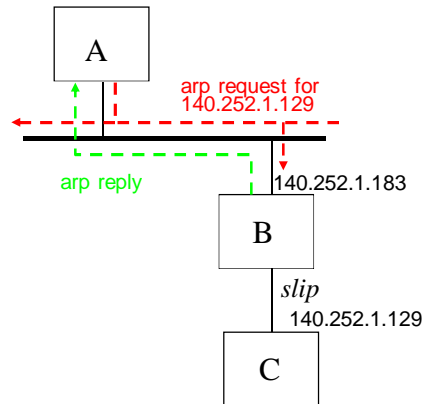 A
arp request for
140.252.1.129
arp reply
140.252.1.183
B
slip
140.252.1.129
C